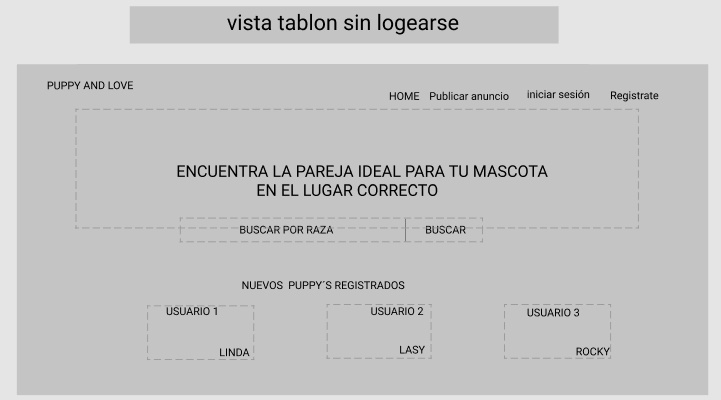 vista tablon sin logearse
PUPPY AND LOVE
HOME Publicar anuncio iniciar sesión Registrate
ENCUENTRA LA PAREJA IDEAL PARA TU MASCOTA
EN EL LUGAR CORRECTO
BUSCAR POR RAZA BUSCAR
NUEVOS PUPPY´S REGISTRADOS
USUARIO 1 USUARIO 2 USUARIO 3
LINDA LASY ROCKY